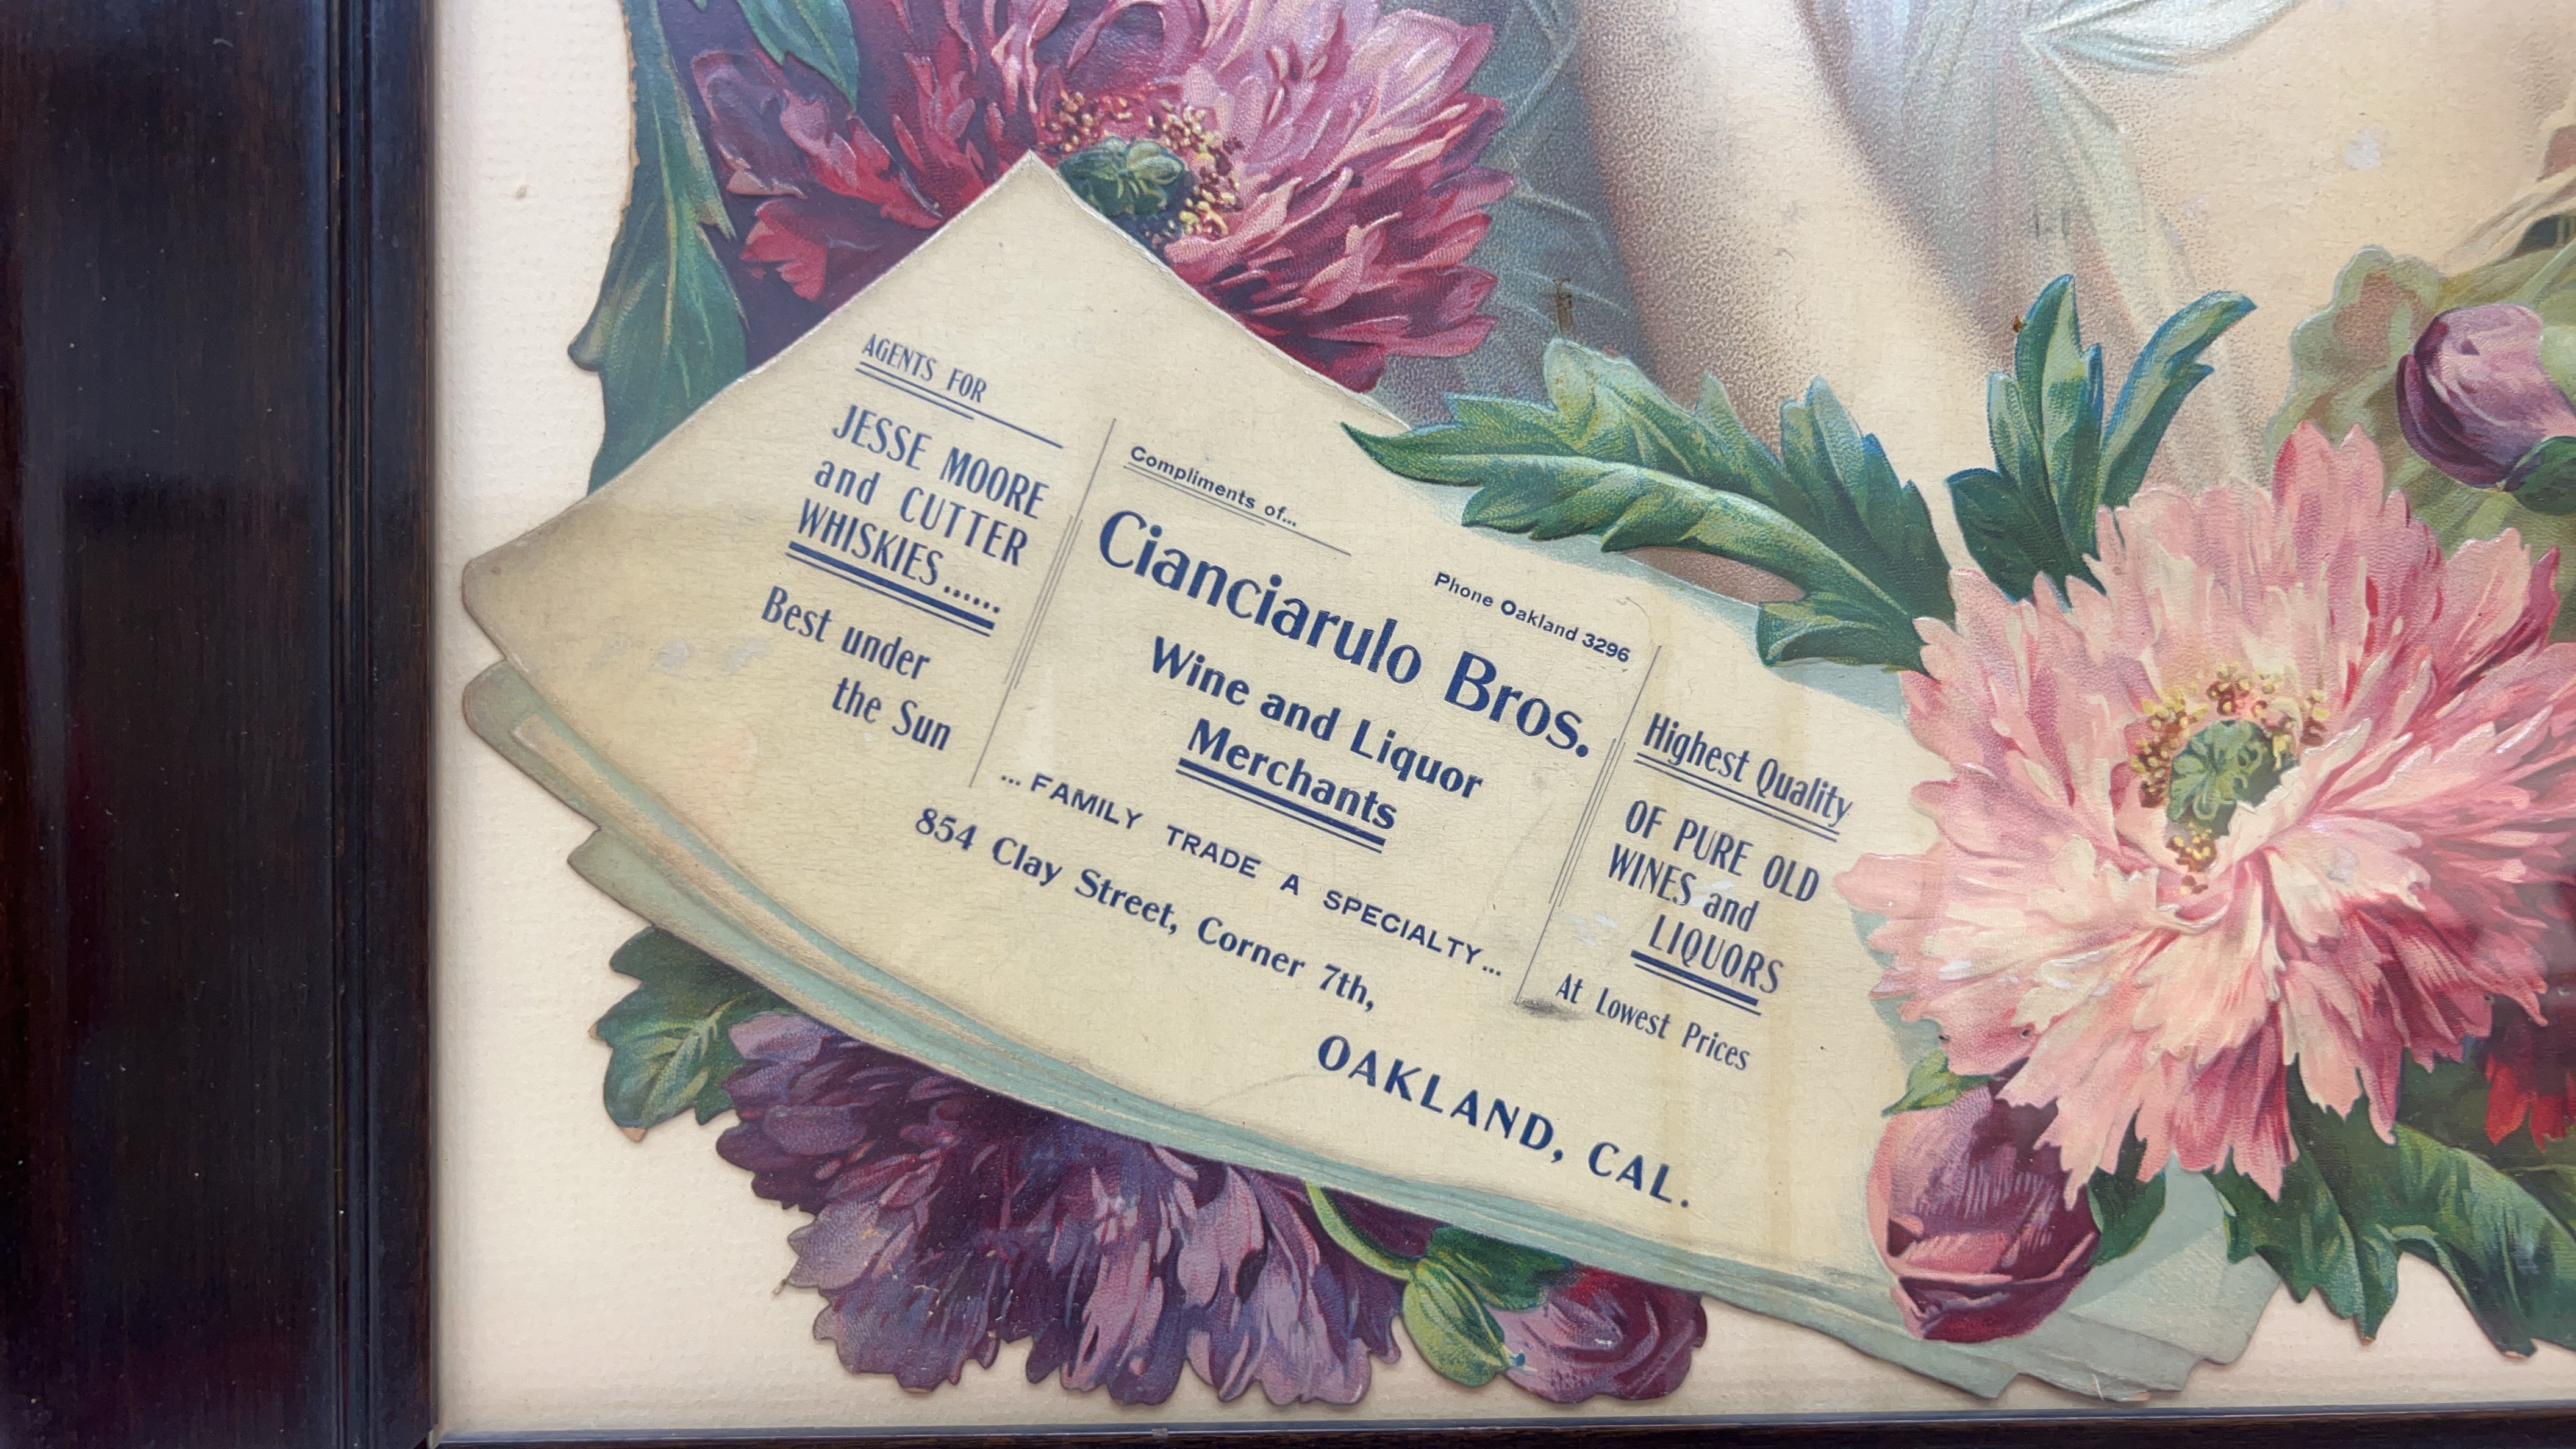 AGENTS FOR
JESSE MOORE
and CUTTER
WHISKIES......
Best under
the Sun
Compliments of...
Phone Oakland 3296
Cianciarulo Bros.
Wine and Liquor
Merchants
... FAMILY TRADE A SPECIALTY...
854 Clay Street, Corner 7th,
OAKLAND, CAL.
Highest Quality
OF PURE OLD
WINES and
LIQUORS
At Lowest Prices